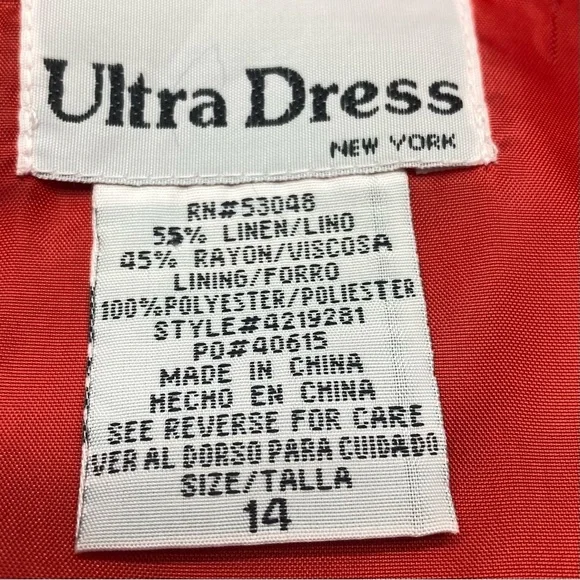 Ultra Dress
NEW YORK
RN#53048
55% LINEN/LINO
45% RAYON/VISCOSA
LINING/FORRO
100%POLYESTER/POLIESTER
STYLE#4219281
PO#40615
MADE IN CHINA
HECHO EN CHINA
SEE REVERSE FOR CARE
VER AL DORSO PARA CUIDADO
SIZE/TALLA
14